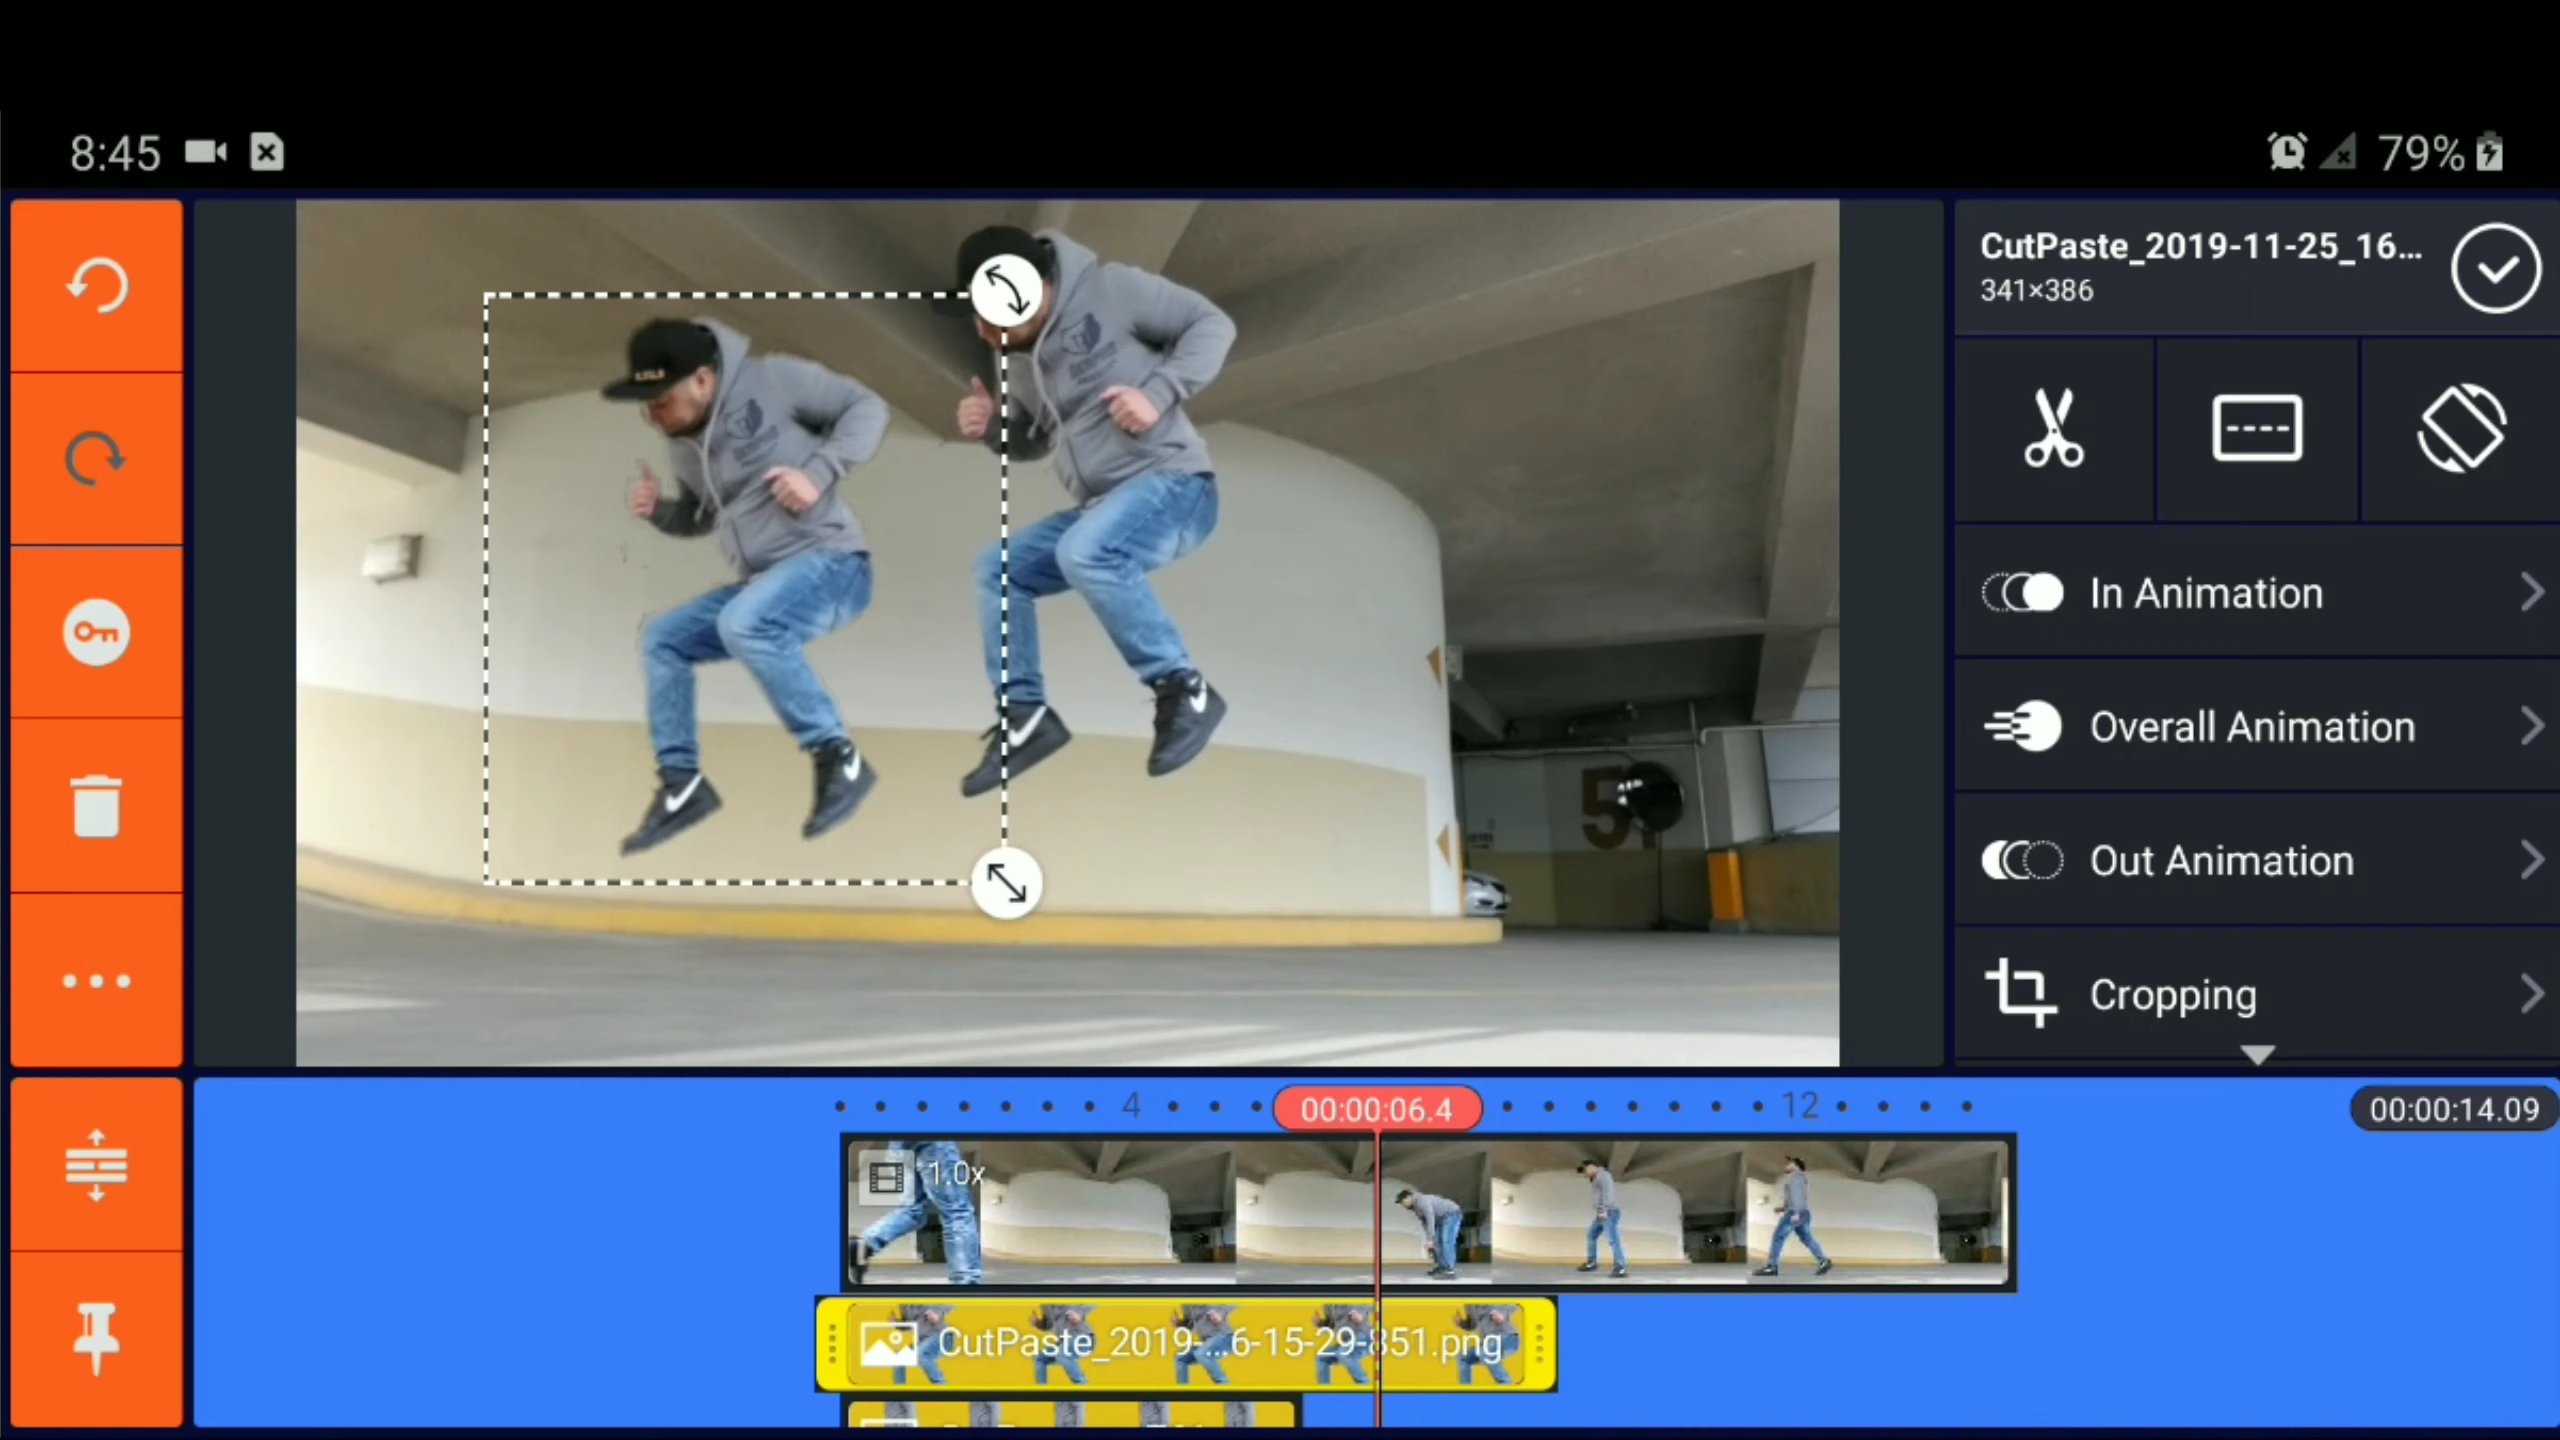 8:45
79%
CutPaste_2019-11-25_16...
341×386
In Animation
Overall Animation
Out Animation
Cropping
4
00:00:06.4
12
00:00:14.09
1.0x
CutPaste_2019-...6-15-29-851.png